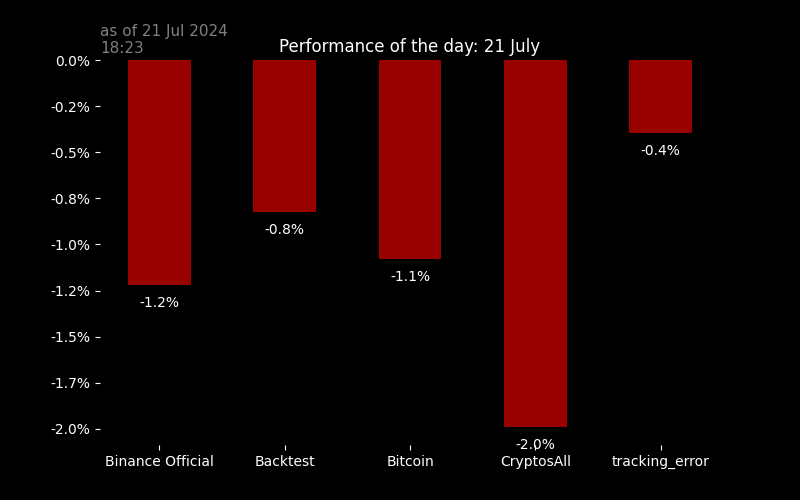 as of 21 Jul 2024
18:23
Performance of the day: 21 July
0.0%
-0.2%
-0.5%
-0.8%
-1.0%
-1.2%
-1.5%
-1.7%
-2.0%
-1.2%
-0.8%
-1.1%
-2.0%
-0.4%
Binance Official
Backtest
Bitcoin
CryptosAll
tracking_error